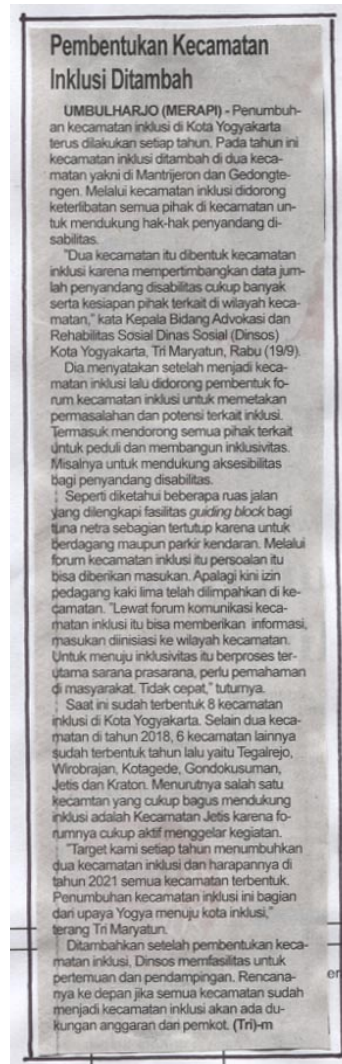 Pembentukan Kecamatan
Inklusi Ditambah
UMBULHARJO (MERAPI) - Penumbuh-
an kecamatan inklusi di Kota Yogyakarta
terus dilakukan setiap tahun. Pada tahun ini
kecamatan inklusi ditambah di dua keca-
matan yakni di Mantrijeron dan Gedongte-
ngen. Melalui kecamatan inklusi didorong
keterlibatan semua pihak di kecamatan un-
tuk mendukung hak-hak penyandang di-
sabilitas.
"Dua kecamatan itu dibentuk kecamatan
inklusi karena mempertimbangkan data jum-
lah penyandang disabilitas cukup banyak
serta kesiapan pihak terkait di wilayah keca-
matan," kata Kepala Bidang Advokasi dan
Rehabilitas Sosial Dinas Sosial (Dinsos)
Kota Yogyakarta, Tri Maryatun, Rabu (19/9).
Dia menyatakan setelah menjadi keca-
matan inklusi lalu didorong pembentuk fo-
rum kecamatan inklusi untuk memetakan
permasalahan dan potensi terkait inklusi.
Termasuk mendorong semua pihak terkait
untuk peduli dan membangun inklusivitas.
Misalnya untuk mendukung aksesibilitas
bagi penyandang disabilitas.
Seperti diketahui beberapa ruas jalan
yang dilengkapi fasilitas guiding block bagi
tuna netra sebagian tertutup karena untuk
berdagang maupun parkir kendaran. Melalui
forum kecamatan inklusi itu persoalan itu
bisa diberikan masukan. Apalagi kini izin
pedagang kaki lima telah dilimpahkan di ke-
camatan. "Lewat forum komunikasi keca-
matan inklusi itu bisa memberikan informasi,
masukan diinisiasi ke wilayah kecamatan.
Untuk menuju inklusivitas itu berproses ter-
utama sarana prasarana, perlu pemahaman
di masyarakat. Tidak cepat," tuturnya.
Saat ini sudah terbentuk 8 kecamatan
inklusi di Kota Yogyakarta. Selain dua keca-
matan di tahun 2018, 6 kecamatan lainnya
sudah terbentuk tahun lalu yaitu Tegalrejo,
Wirobrajan, Kotagede, Gondokusuman,
Jetis dan Kraton. Menurutnya salah satu
kecamtan yang cukup bagus mendukung
inklusi adalah Kecamatan Jetis karena fo-
rumnya cukup aktif menggelar kegiatan.
"Target kami setiap tahun menumbuhkan
dua kecamatan inklusi dan harapannya di
tahun 2021 semua kecamatan terbentuk.
Penumbuhan kecamatan inklusi ini bagian
dari upaya Yogya menuju kota inklusi,"
terang Tri Maryatun.
Ditambahkan setelah pembentukan keca-
matan inklusi, Dinsos memfasilitas untuk
pertemuan dan pendampingan. Rencana-
nya ke depan jika semua kecamatan sudah
menjadi kecamatan inklusi akan ada du-
kungan anggaran dari pemkot. (Tri)-m